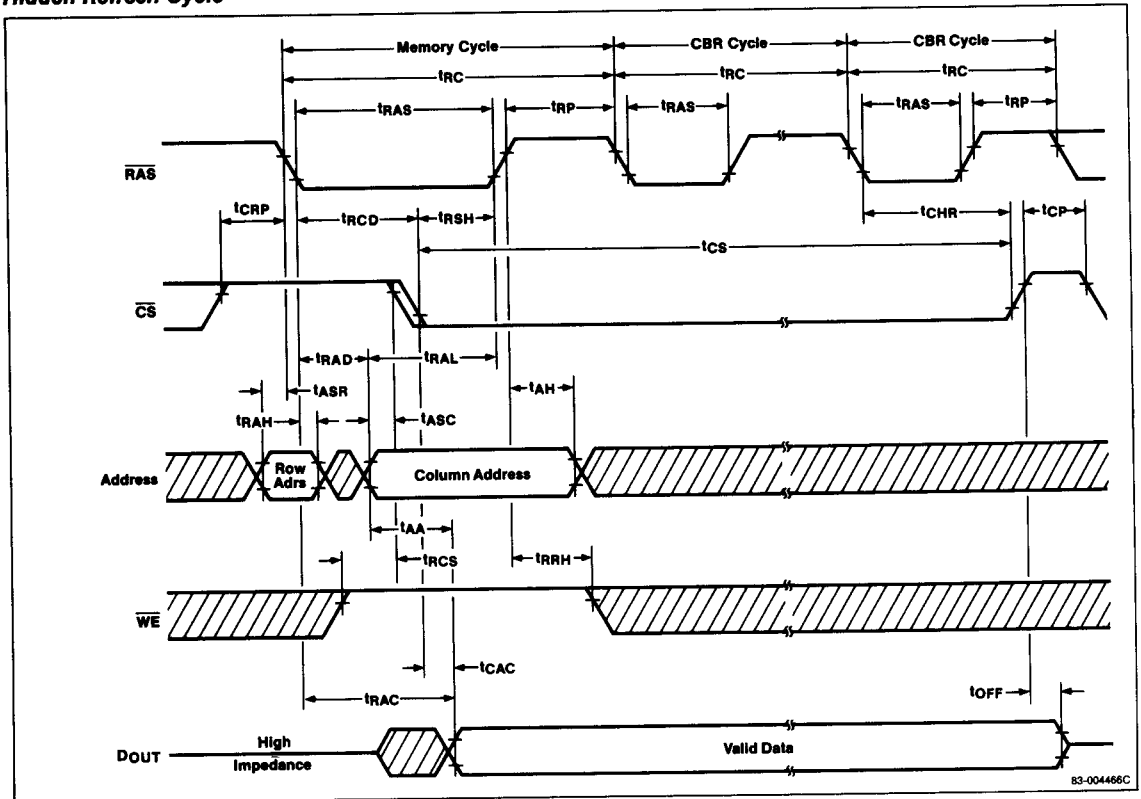 Hidden Refresh Cycle
Memory Cycle CBR Cycle CBR Cycle
tRC tRC tRC
tRAS tRP tRAS tRAS tRP
RAS
tCRP tRCD tRSH tCHR tCP
tCS
CS
tRAD tRAL
tASR tAH
tRAH tASC
Address Row Adrs Column Address
tAA
tRCS tRRH
WE
tCAC
tRAC tOFF
DOUT High Impedance Valid Data
83-004466C